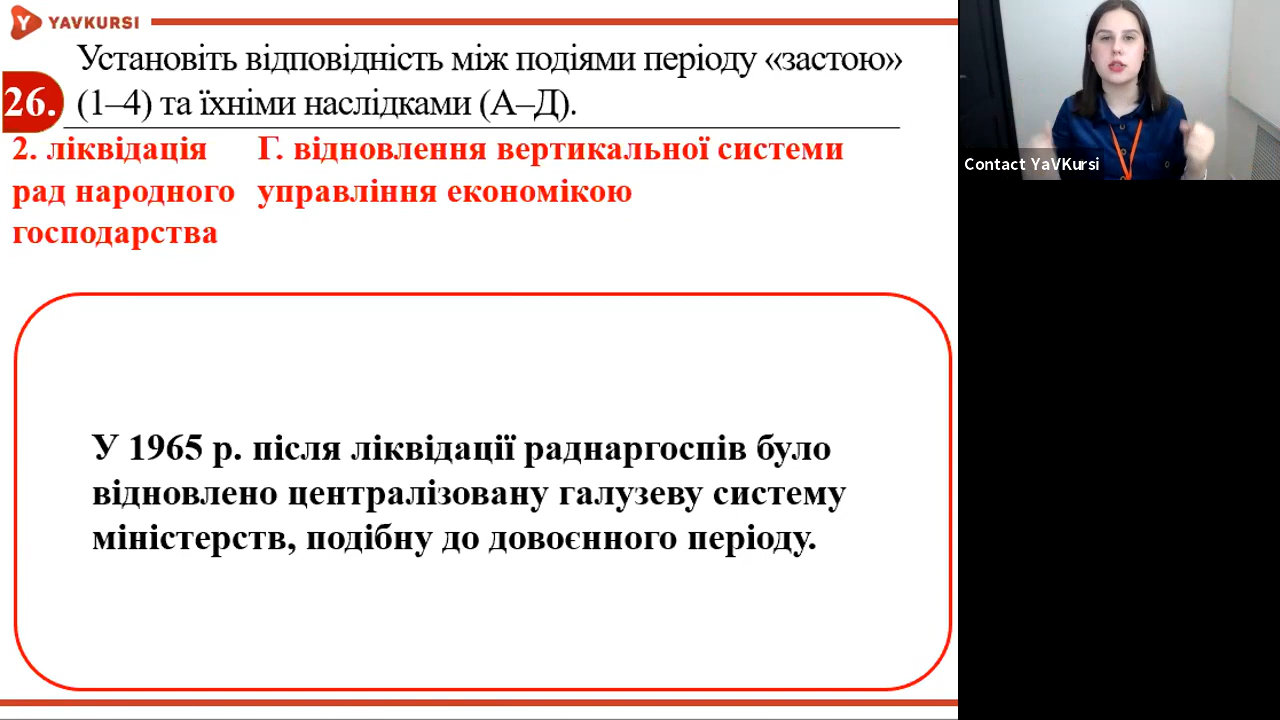 YAVKURSI
Установіть відповідність між подіями періоду «застою»
26. (1–4) та їхніми наслідками (А–Д).
2. ліквідація
рад народного
господарства
Г. відновлення вертикальної системи
управління економікою
У 1965 р. після ліквідації раднаргоспів було
відновлено централізовану галузеву систему
міністерств, подібну до довоєнного періоду.
Contact YaVKursi